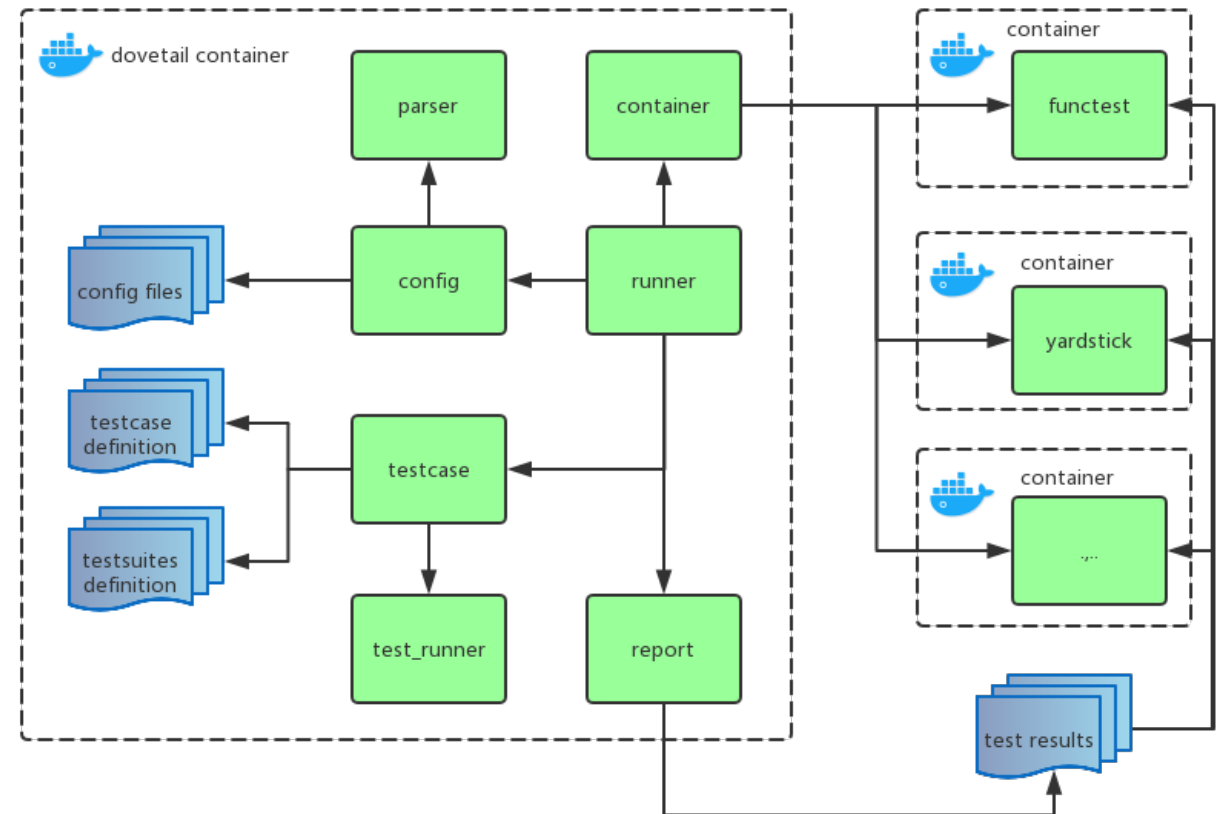 dovetail container
parser
container
config files
config
runner
testcase
definition
testcase
testsuites
definition
test_runner
report
container
functest
container
yardstick
container
.,..
test results